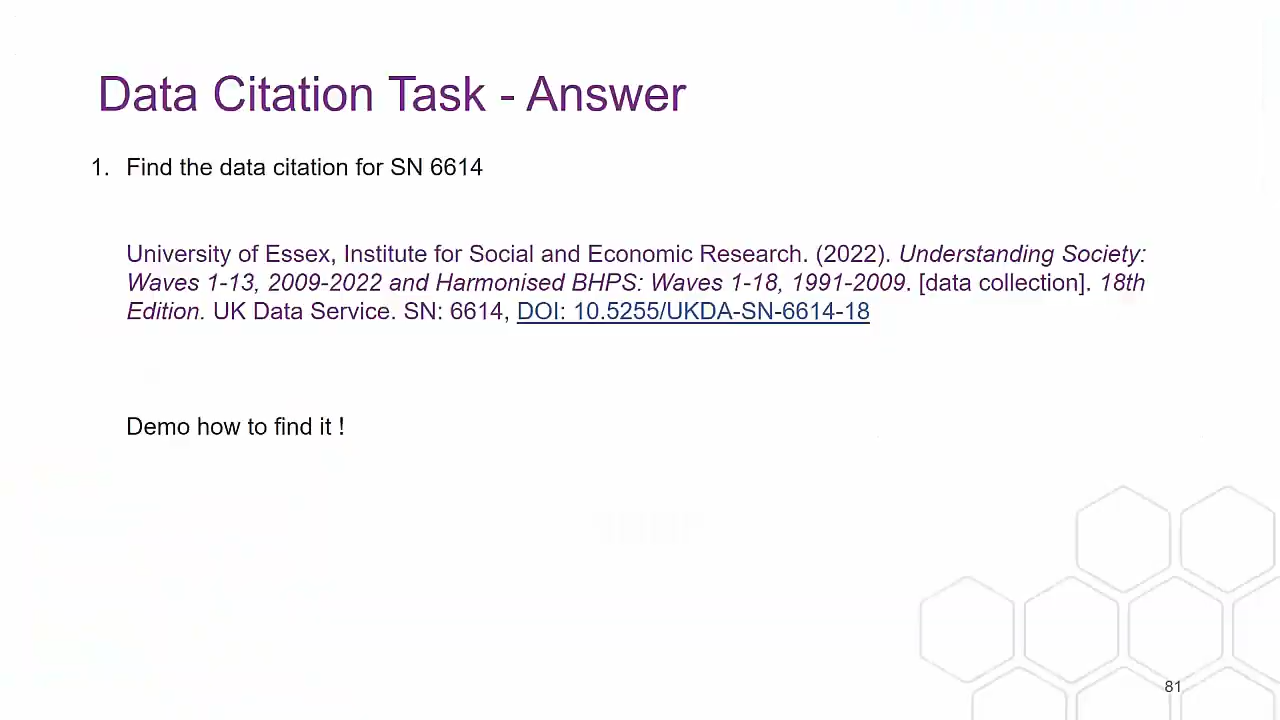 Data Citation Task - Answer
1. Find the data citation for SN 6614
University of Essex, Institute for Social and Economic Research. (2022). Understanding Society:
Waves 1-13, 2009-2022 and Harmonised BHPS: Waves 1-18, 1991-2009. [data collection]. 18th
Edition. UK Data Service. SN: 6614, DOI: 10.5255/UKDA-SN-6614-18
Demo how to find it !
81